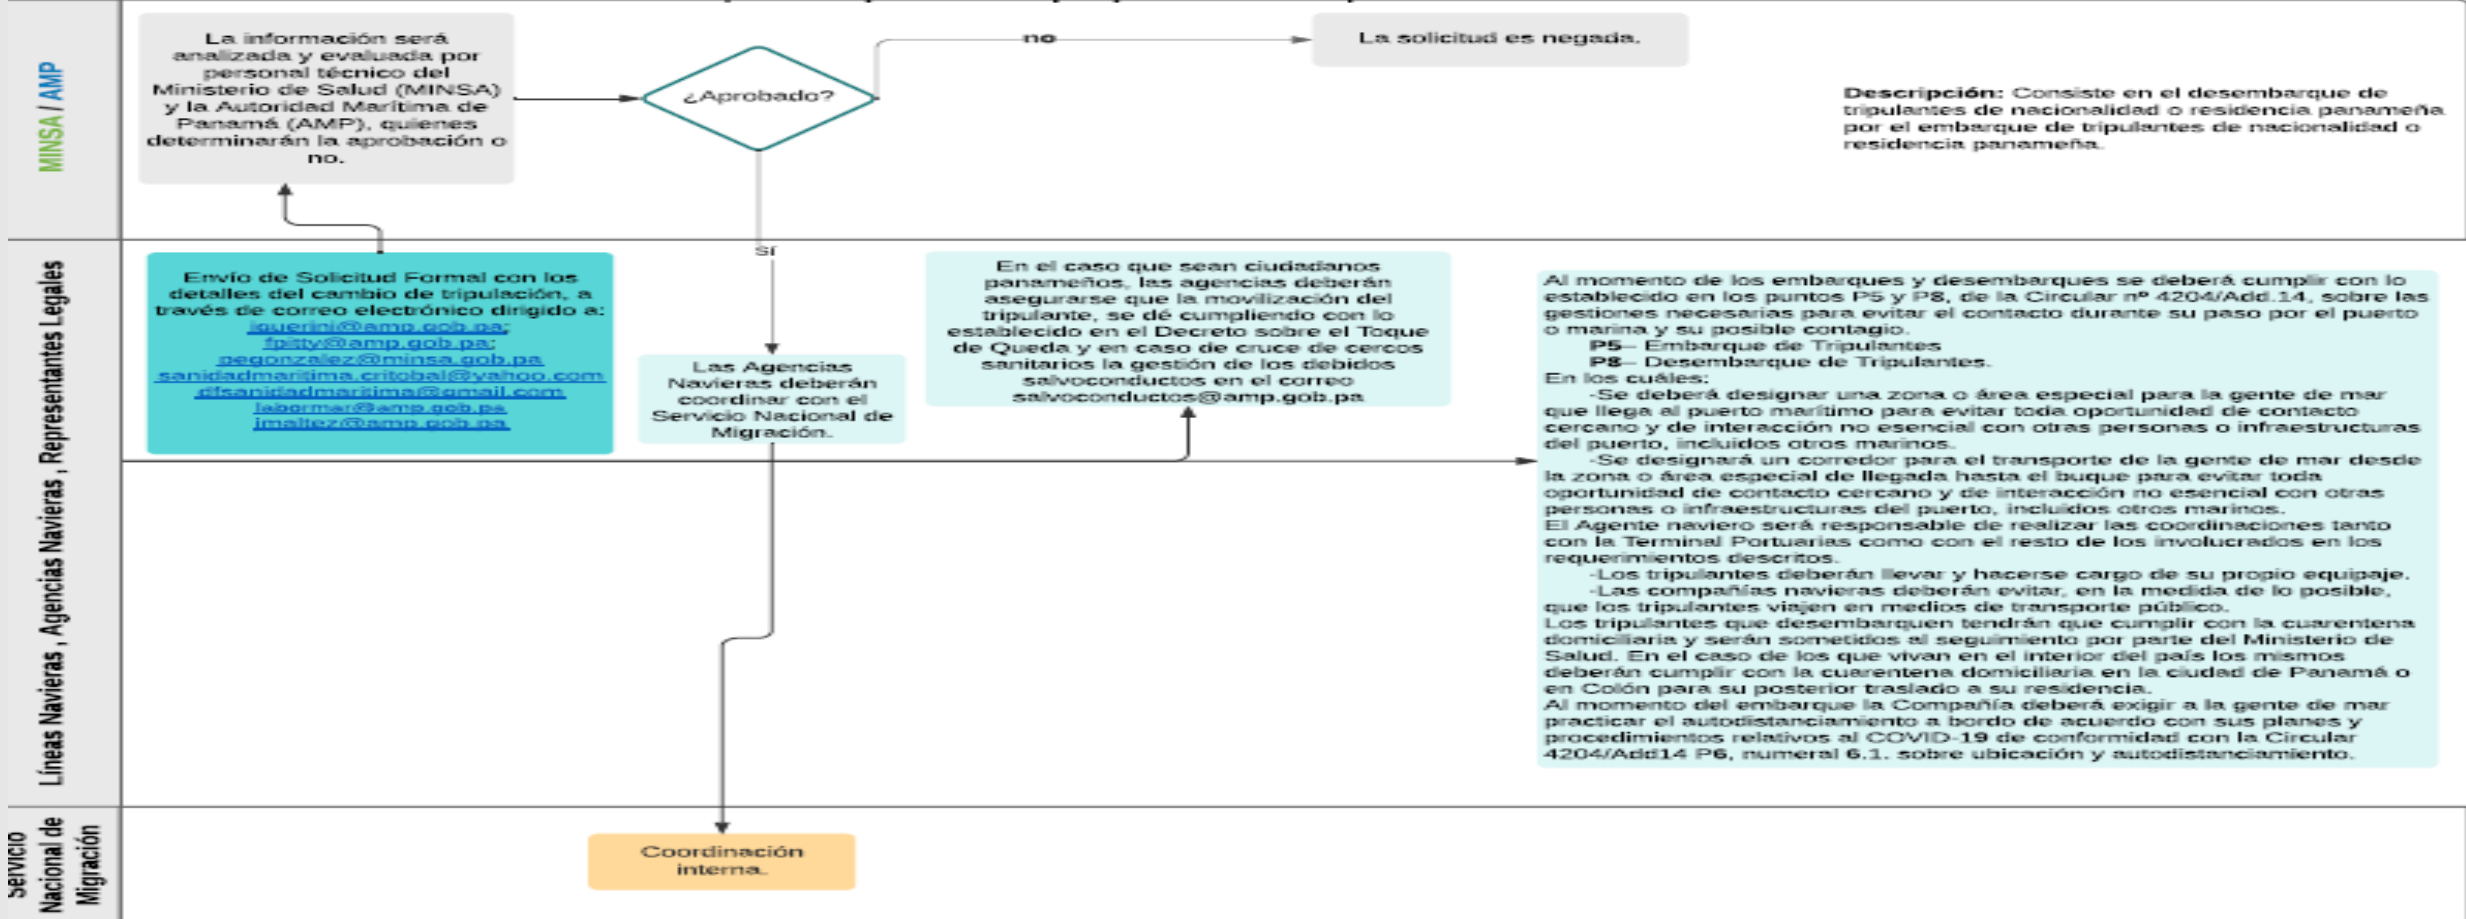 MINSA / AMP
La información será
analizada y evaluada por
personal técnico del
Ministerio de Salud (MINSA)
y la Autoridad Marítima de
Panamá (AMP), quienes
determinarán la aprobación o
no.
¿Aprobado?
no
La solicitud es negada.
Descripción: Consiste en el desembarque de
tripulantes de nacionalidad o residencia panameña
por el embarque de tripulantes de nacionalidad o
residencia panameña.
Líneas Navieras , Agencias Navieras , Representantes Legales
Envío de Solicitud Formal con los
detalles del cambio de tripulación, a
través de correo electrónico dirigido a:
fpitty@amp.gob.pa;
pegonzalez@minsa.gob.pa
sanidadmaritima.critobal@yahoo.com
dfsanidadmaritima@gmail.com
labormar@amp.gob.pa
jmaltez@amp.gob.pa
Sí
Las Agencias
Navieras deberán
coordinar con el
Servicio Nacional de
Migración.
En el caso que sean ciudadanos
panameños, las agencias deberán
asegurarse que la movilización del
tripulante, se dé cumpliendo con lo
establecido en el Decreto sobre el Toque
de Queda y en caso de cruce de cercos
sanitarios la gestión de los debidos
salvoconductos en el correo
salvoconductos@amp.gob.pa
Al momento de los embarques y desembarques se deberá cumplir con lo
establecido en los puntos P5 y P8, de la Circular nº 4204/Add.14, sobre las
gestiones necesarias para evitar el contacto durante su paso por el puerto
o marina y su posible contagio.
P5– Embarque de Tripulantes
P8– Desembarque de Tripulantes.
En los cuáles:
-Se deberá designar una zona o área especial para la gente de mar
que llega al puerto marítimo para evitar toda oportunidad de contacto
cercano y de interacción no esencial con otras personas o infraestructuras
del puerto, incluidos otros marinos.
-Se designará un corredor para el transporte de la gente de mar desde
la zona o área especial de llegada hasta el buque para evitar toda
oportunidad de contacto cercano y de interacción no esencial con otras
personas o infraestructuras del puerto, incluidos otros marinos.
El Agente naviero será responsable de realizar las coordinaciones tanto
con la Terminal Portuarias como con el resto de los involucrados en los
requerimientos descritos.
-Los tripulantes deberán llevar y hacerse cargo de su propio equipaje.
-Las compañías navieras deberán evitar, en la medida de lo posible,
que los tripulantes viajen en medios de transporte público.
Los tripulantes que desembarquen tendrán que cumplir con la cuarentena
domiciliaria y serán sometidos al seguimiento por parte del Ministerio de
Salud. En el caso de los que vivan en el interior del país los mismos
deberán cumplir con la cuarentena domiciliaria en la ciudad de Panamá o
en Colón para su posterior traslado a su residencia.
Al momento del embarque la Compañía deberá exigir a la gente de mar
practicar el autodistanciamiento a bordo de acuerdo con sus planes y
procedimientos relativos al COVID-19 de conformidad con la Circular
4204/Add14 P6, numeral 6.1. sobre ubicación y autodistanciamiento.
Servicio
Nacional de
Migración
Coordinación
interna.